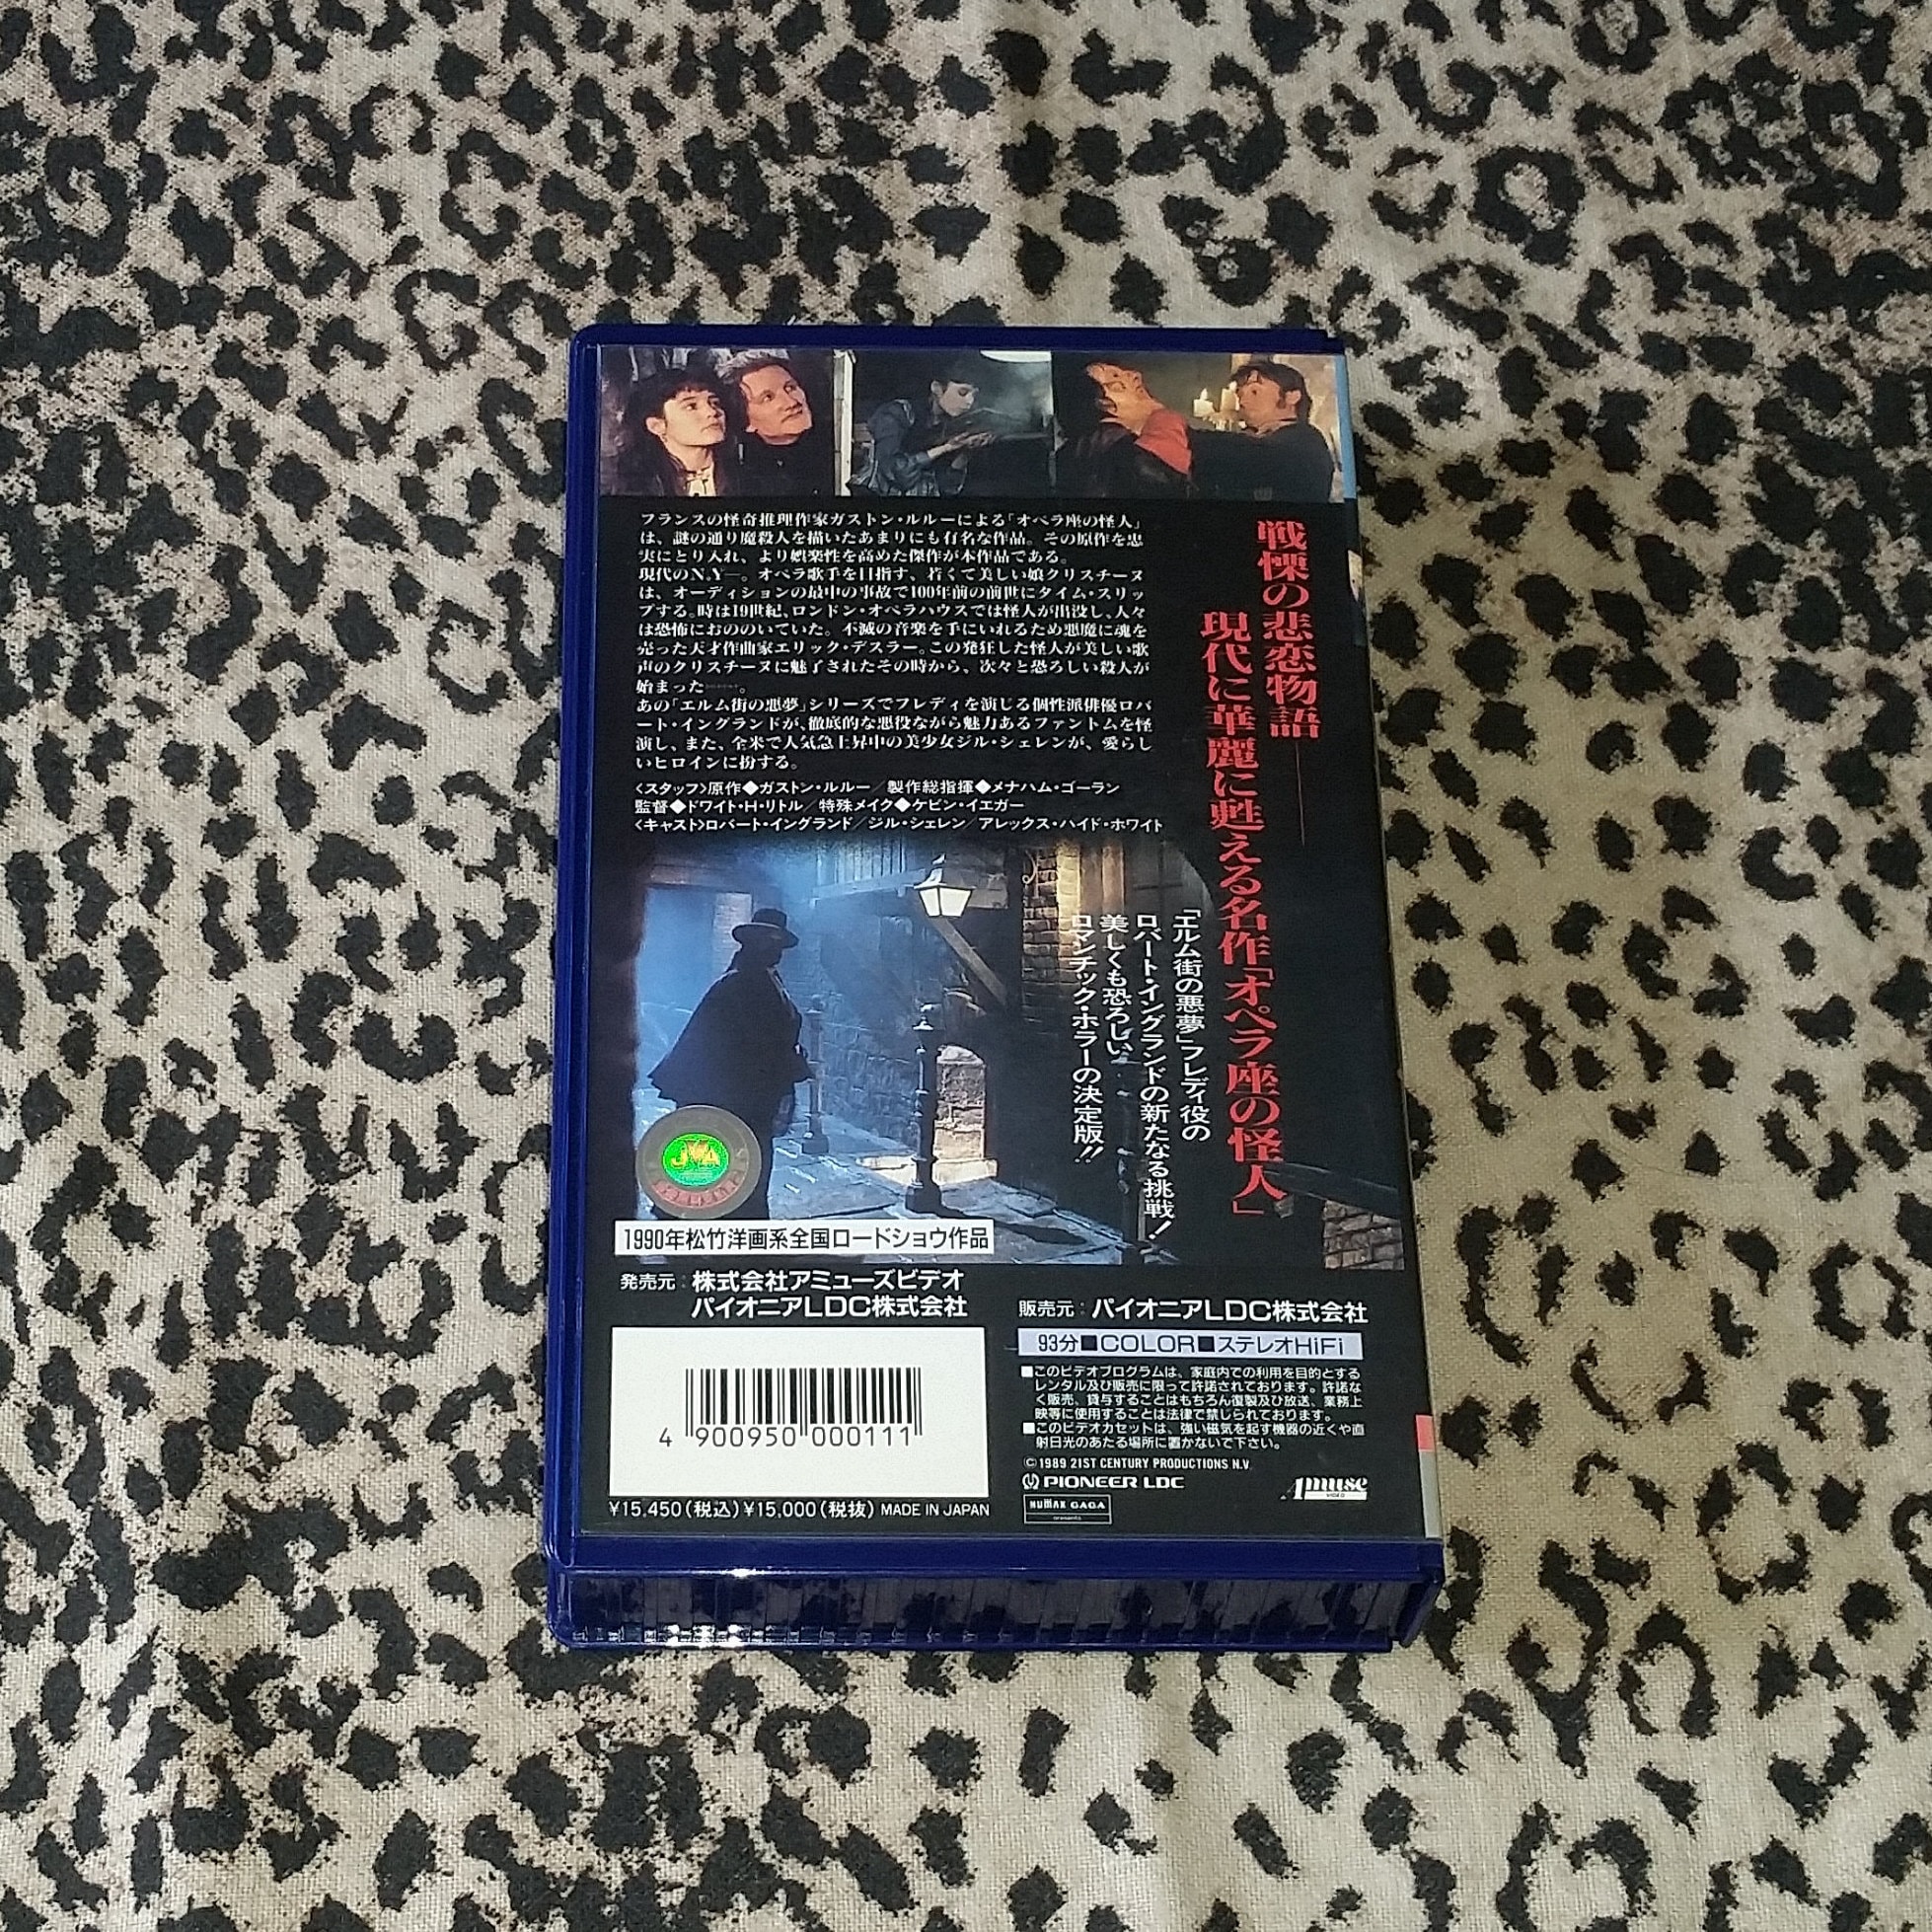 戦慄の悲恋物語――
現代に華麗に甦える名作「オペラ座の怪人」
フランスの怪奇推理作家ガストン・ルルーによる「オペラ座の怪人」
は、謎の通り魔殺人を描いたあまりにも有名な作品。その原作を忠
実にとり入れ、より娯楽性を高めた傑作が本作品である。
現代のN.Y―。オペラ歌手を目指す、若くて美しい娘クリスチーヌ
は、オーディションの最中の事故で100年前の前世にタイム・スリッ
プする。時は19世紀、ロンドン・オペラハウスでは怪人が出没し、人々
は恐怖におののいていた。不滅の音楽を手にいれるため悪魔に魂を
売った天才作曲家エリック・デスラー。この発狂した怪人が美しい歌
声のクリスチーヌに魅了されたその時から、次々と恐ろしい殺人が
始まった……。
あの「エルム街の悪夢」シリーズでフレディを演じる個性派俳優ロバ
ート・イングランドが、徹底的な悪役ながら魅力あるファントムを怪
演し、また、全米で人気急上昇中の美少女ジル・シェレンが、愛らし
いヒロインに扮する。
〈スタッフ〉原作◆ガストン・ルルー／製作総指揮◆メナハム・ゴーラン
監督◆ドワイト・H・リトル／特殊メイク◆ケビン・イエガー
〈キャスト〉ロバート・イングランド／ジル・シェレン／アレックス・ハイド・ホワイト
「エルム街の悪夢」フレディ役の
ロバート・イングランドの新たなる挑戦！
美しくも恐ろしい
ロマンチック・ホラーの決定版!!
JVA
1990年松竹洋画系全国ロードショウ作品
発売元：株式会社アミューズビデオ
パイオニアLDC株式会社
販売元：パイオニアLDC株式会社
93分■COLOR■ステレオHiFi
■このビデオプログラムは、家庭内での利用を目的とする
レンタル及び販売に限って許諾されております。許諾な
く販売、貸与することはもちろん復製及び放送、業務上
映等に使用することは法律で禁じられております。
■このビデオカセットは、強い磁気を起す機器の近くや直
射日光のあたる場所に置かないで下さい。
©1989 21ST CENTURY PRODUCTIONS N.V.
PIONEER LDC
Amuse
VIDEO
HUMAX GAGA
presents
4 900950 000111
¥15,450(税込)¥15,000(税抜) MADE IN JAPAN